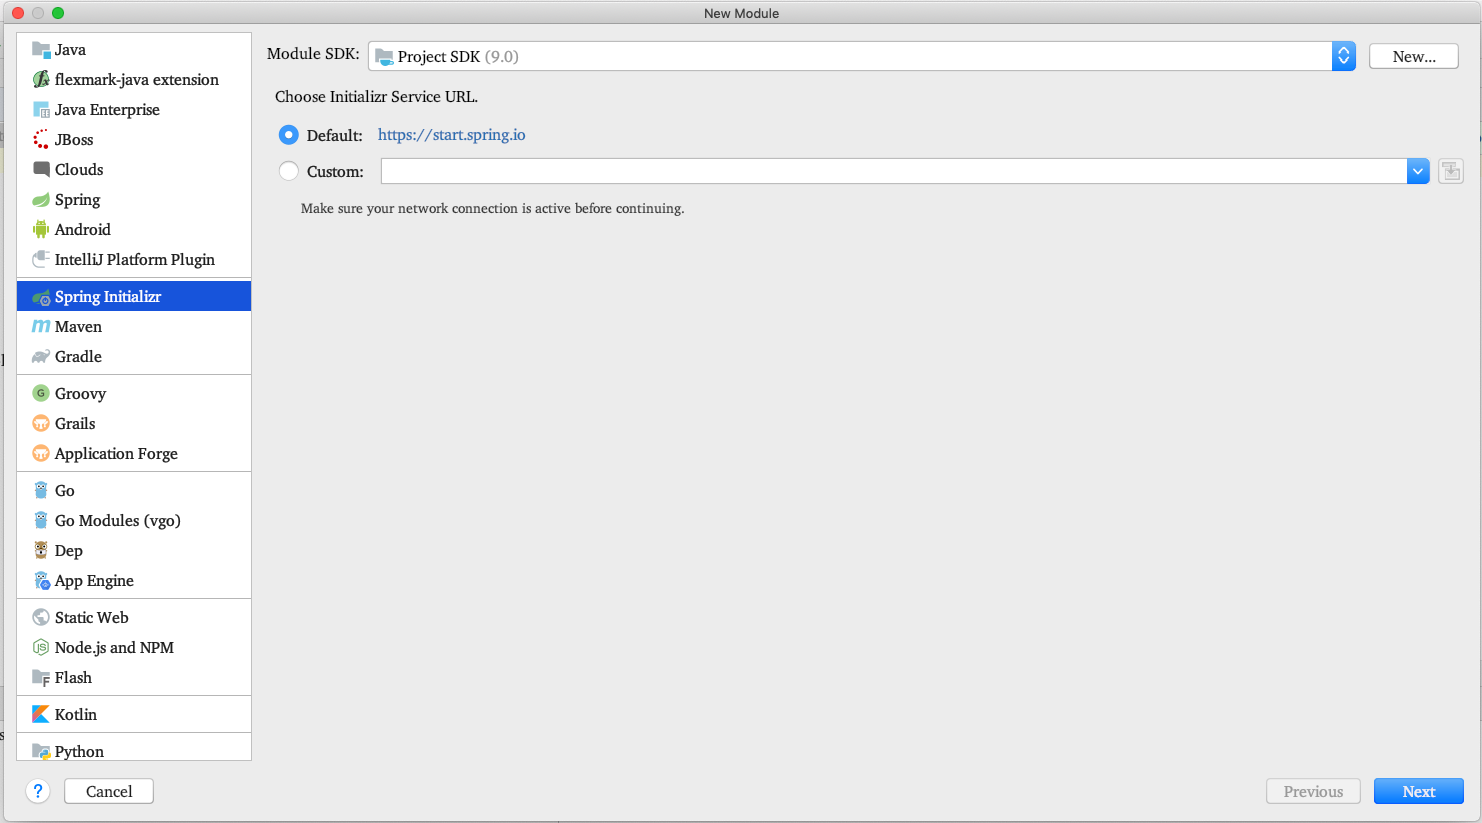 New Module
Java
flexmark-java extension
Java Enterprise
JBoss
Clouds
Spring
Android
IntelliJ Platform Plugin
Spring Initializr
Maven
Gradle
Groovy
Grails
Application Forge
Go
Go Modules (vgo)
Dep
App Engine
Static Web
Node.js and NPM
Flash
Kotlin
Python
Module SDK: Project SDK (9.0) New...
Choose Initializr Service URL.
Default: https://start.spring.io
Custom:
Make sure your network connection is active before continuing.
? Cancel Previous Next